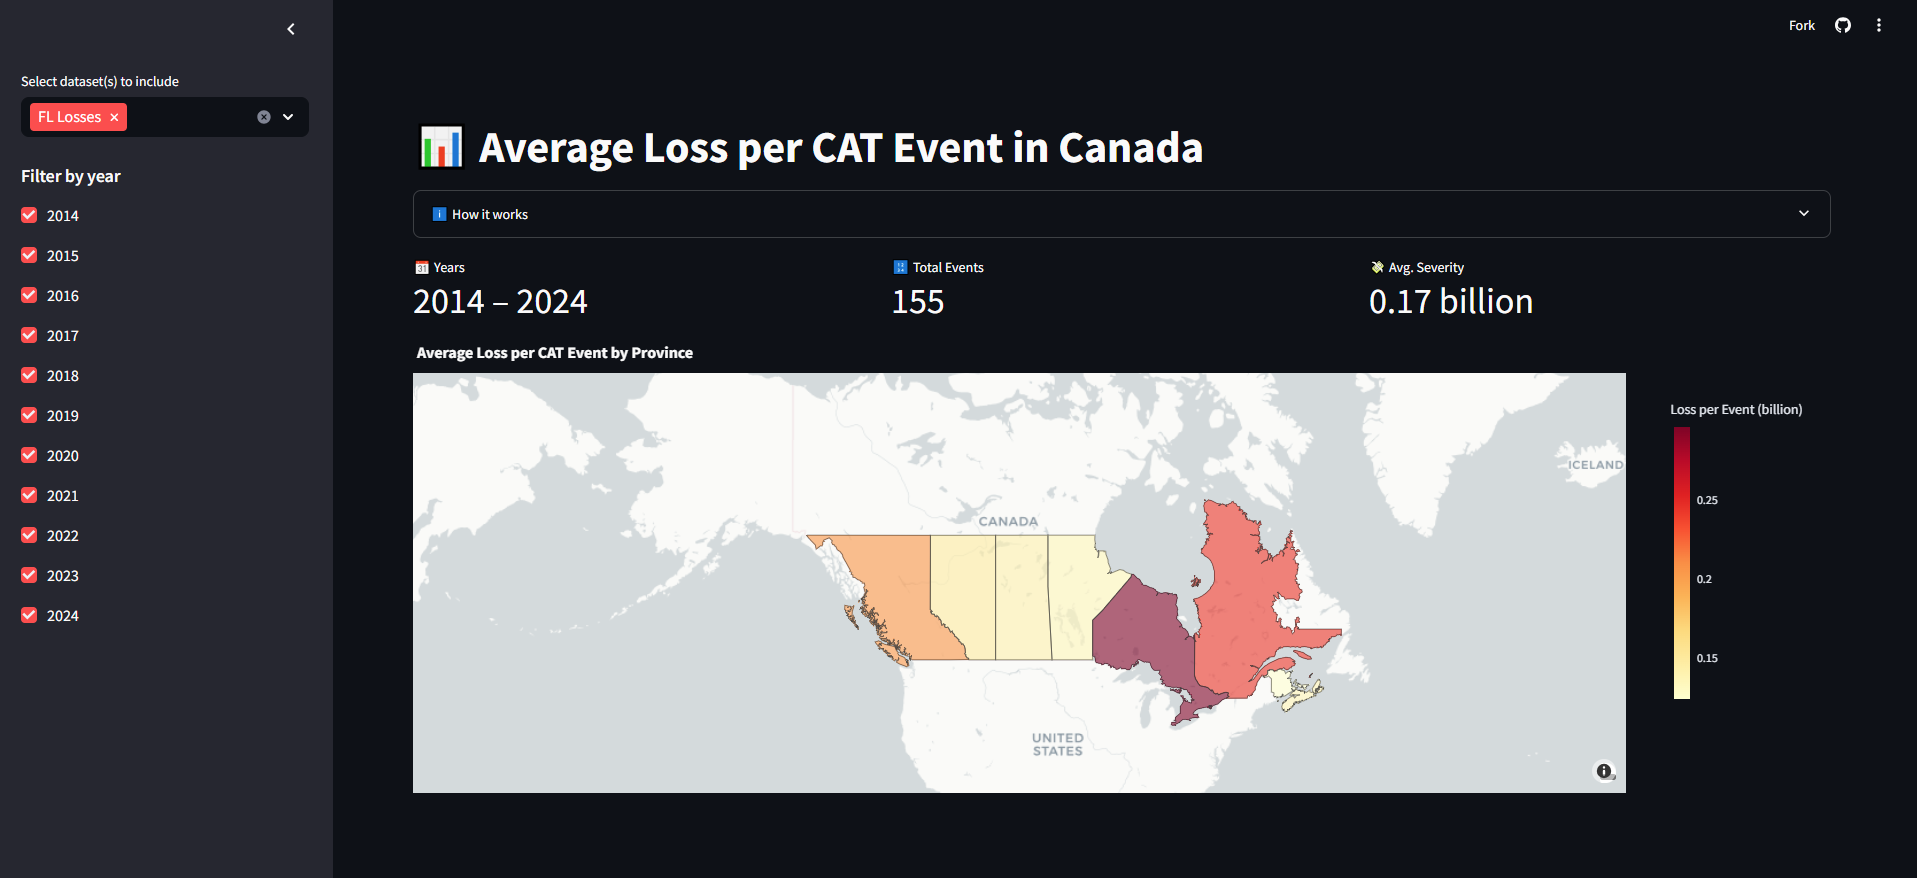 Fork
Select dataset(s) to include
FL Losses
Filter by year
2014
2015
2016
2017
2018
2019
2020
2021
2022
2023
2024
Average Loss per CAT Event in Canada
How it works
Years
2014 – 2024
Total Events
155
Avg. Severity
0.17 billion
Average Loss per CAT Event by Province
CANADA
UNITED
STATES
ICELAND
Loss per Event (billion)
0.25
0.2
0.15